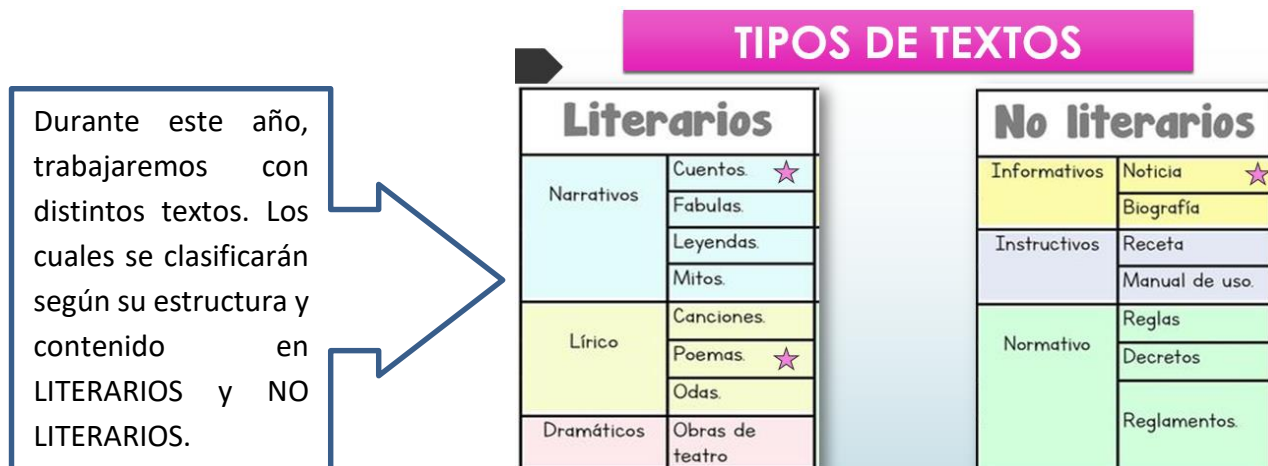 TIPOS DE TEXTOS
Durante este año,
trabajaremos con
distintos textos. Los
cuales se clasificarán
según su estructura y
contenido en
LITERARIOS y NO
LITERARIOS.
Literarios
Narrativos
Cuentos.
Fabulas.
Leyendas.
Mitos.
Lírico
Canciones.
Poemas.
Odas.
Dramáticos
Obras de
teatro
No literarios
Informativos
Noticia
Biografía
Instructivos
Receta
Manual de uso.
Normativo
Reglas
Decretos
Reglamentos.